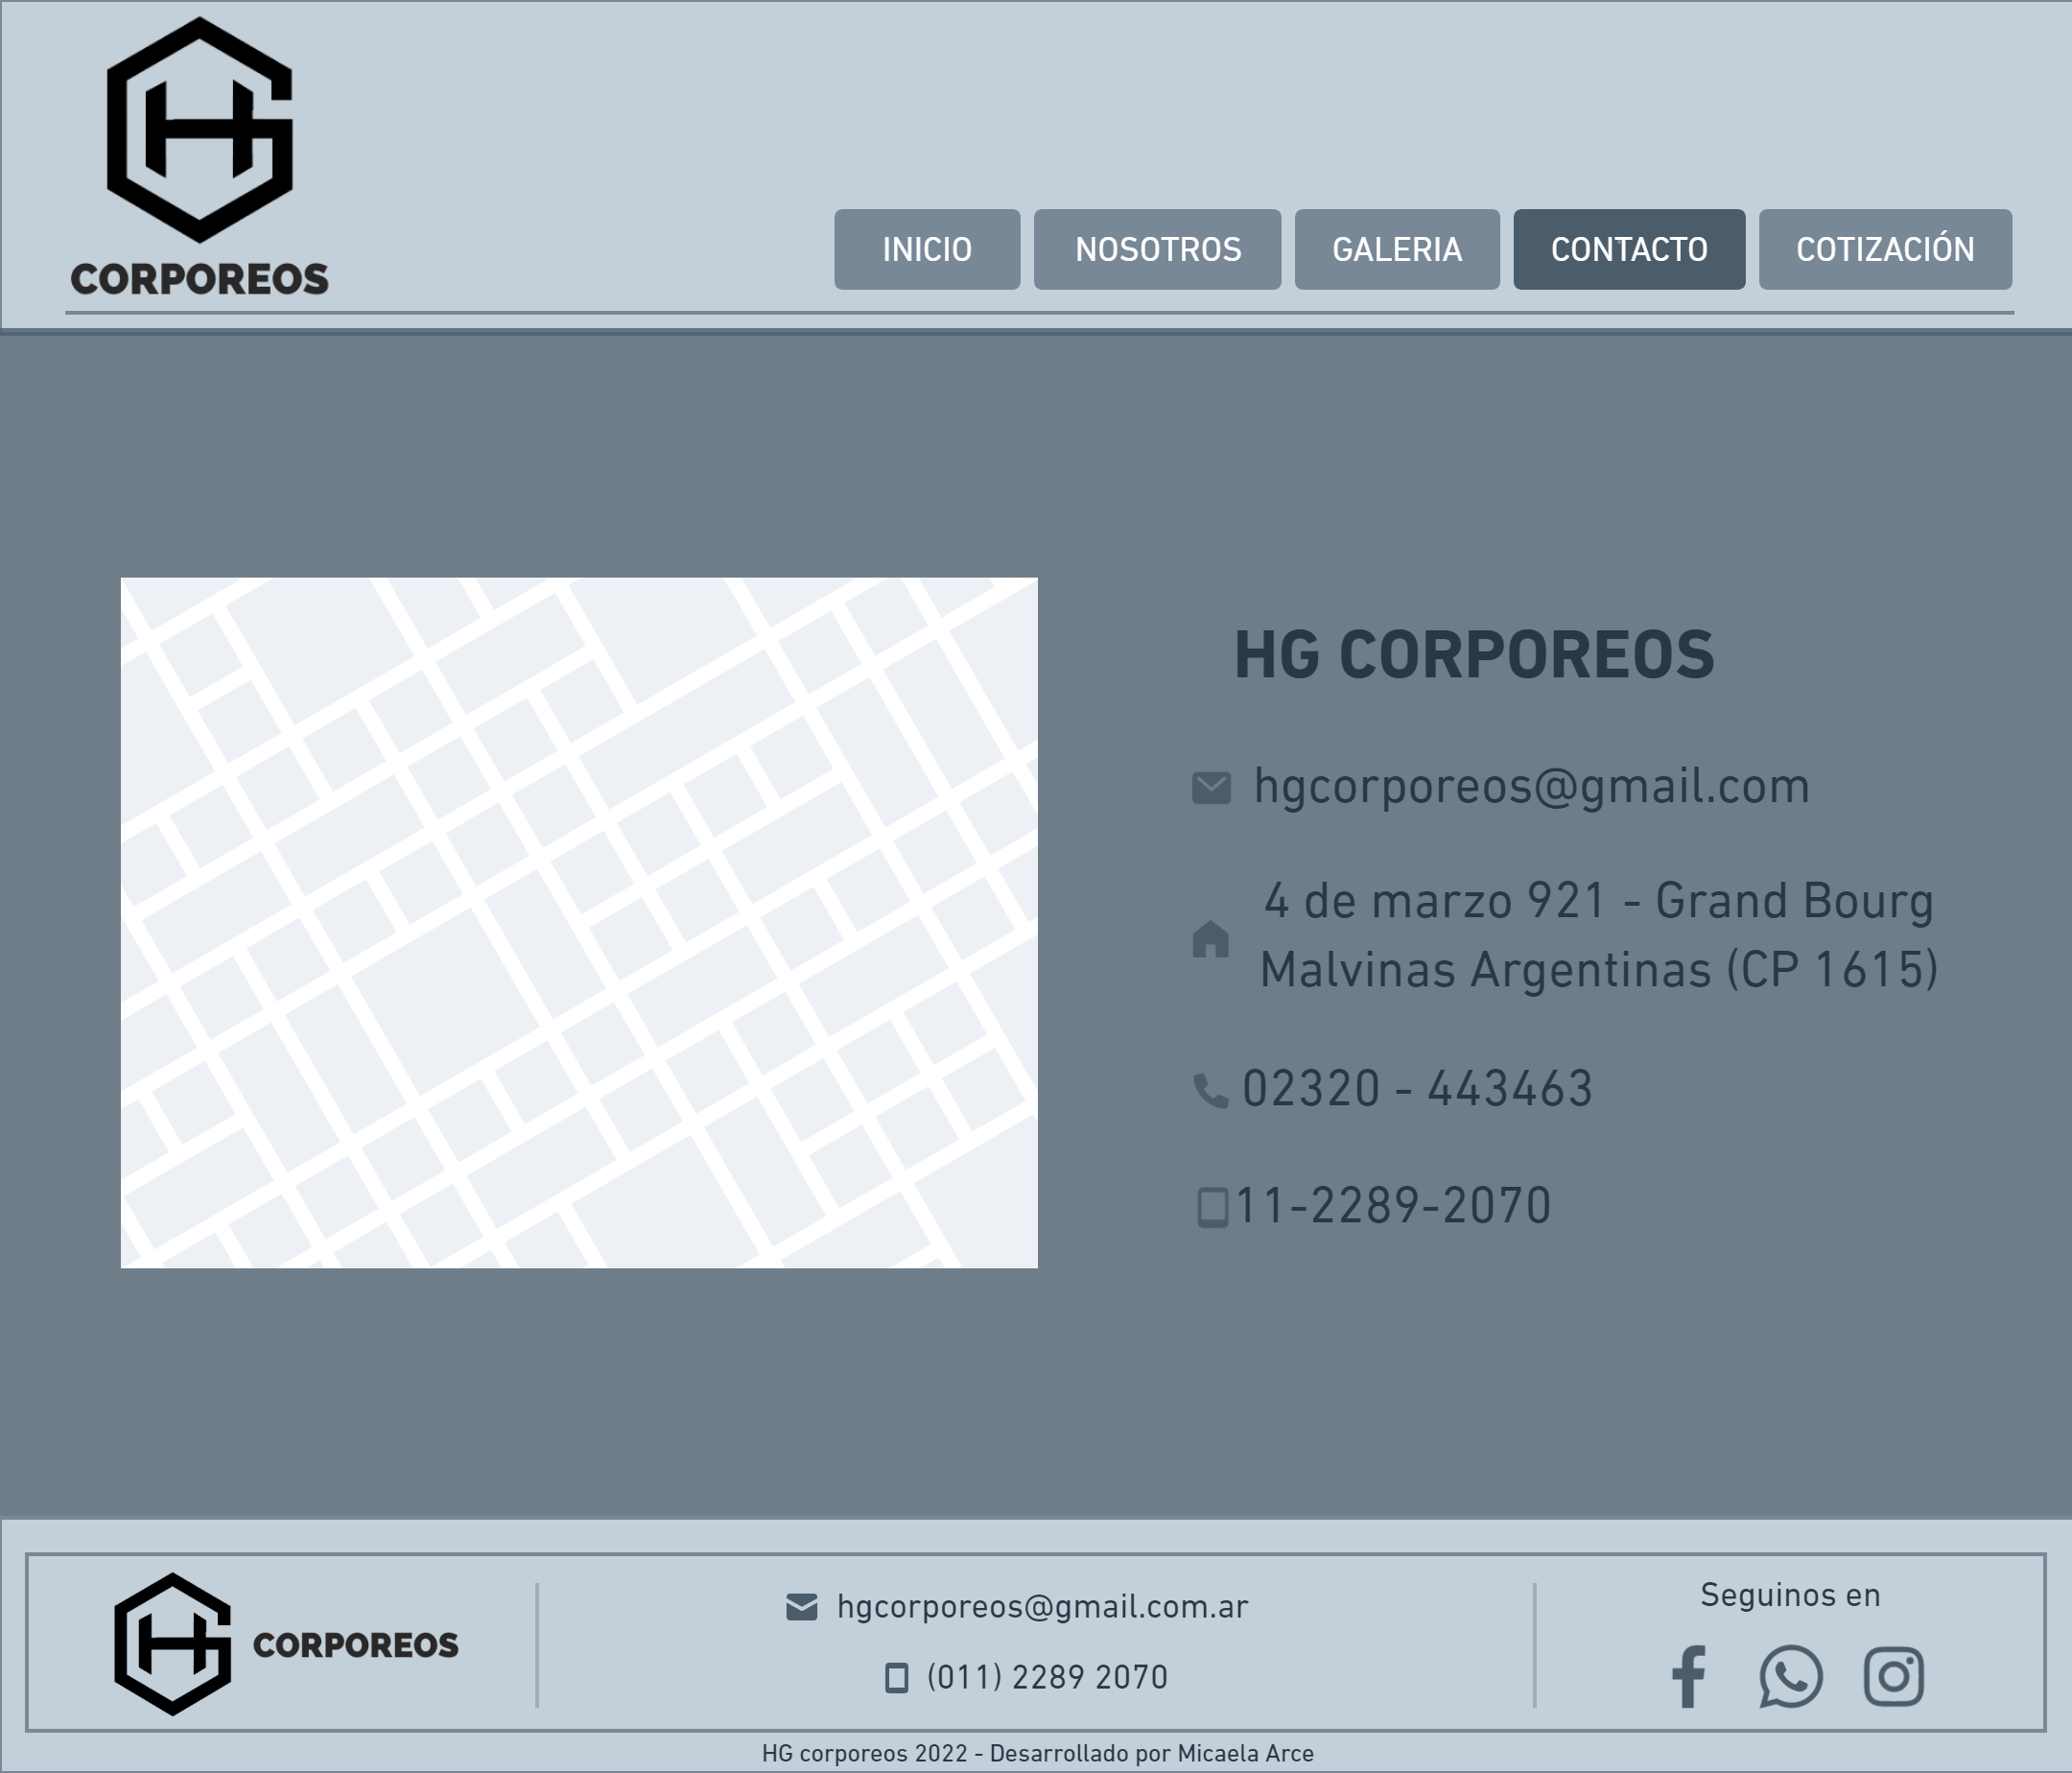 HG
CORPOREOS
INICIO NOSOTROS GALERIA CONTACTO COTIZACIÓN
HG CORPOREOS
hgcorporeos@gmail.com
4 de marzo 921 - Grand Bourg
Malvinas Argentinas (CP 1615)
02320 - 443463
11-2289-2070
HG CORPOREOS
hgcorporeos@gmail.com.ar
(011) 2289 2070
Seguinos en
HG corporeos 2022 - Desarrollado por Micaela Arce